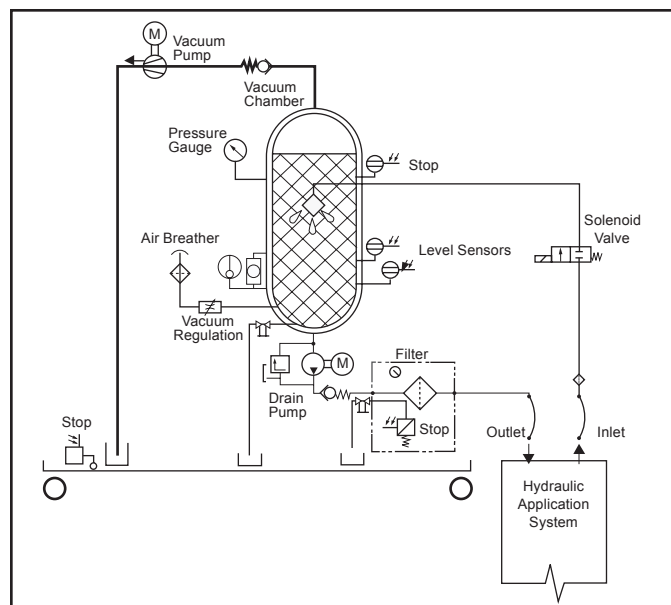 M
Vacuum
Pump
Vacuum
Chamber
Pressure
Gauge
Stop
Solenoid
Valve
Air Breather
Level Sensors
Vacuum
Regulation
Filter
M
Drain
Pump
Stop
Stop
Outlet
Inlet
Hydraulic
Application
System